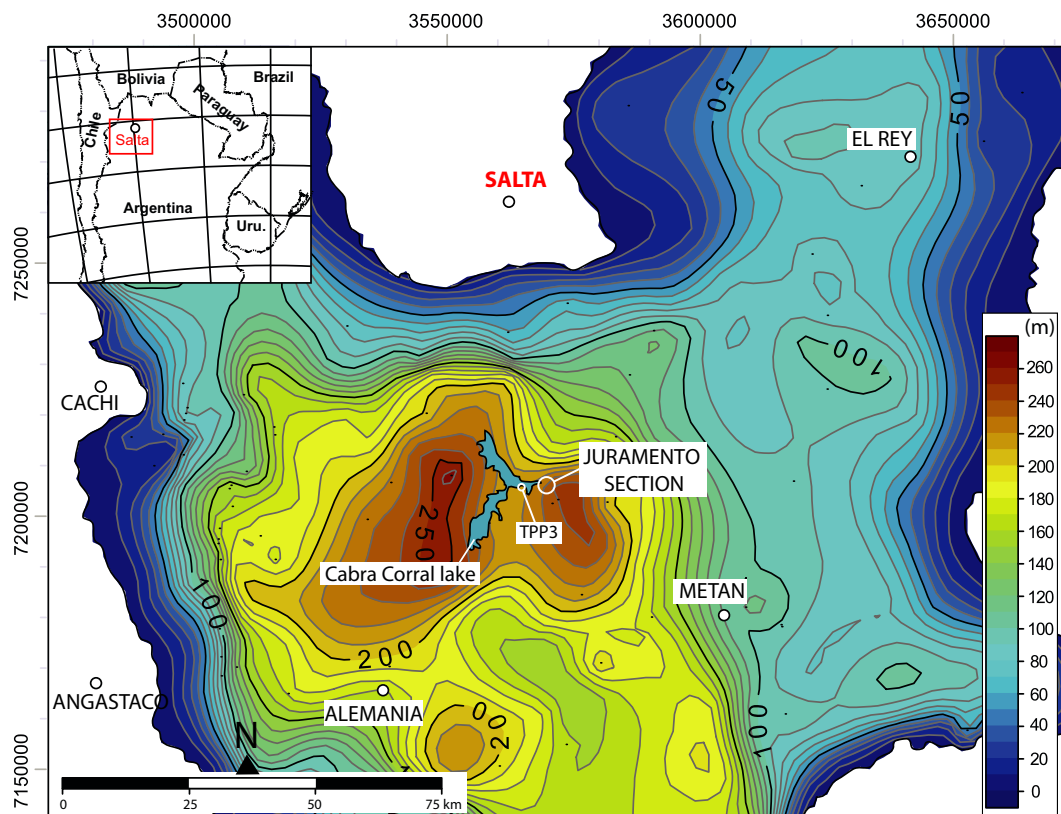 3500000
3550000
3600000
3650000
Bolivia
Brazil
Paraguay
Chile
Salta
Argentina
Uru.
50
50
EL REY
SALTA
7250000
(m)
260
240
220
200
180
160
140
120
100
80
60
40
20
0
100
CACHI
JURAMENTO
SECTION
TPP3
7200000
250
Cabra Corral lake
METAN
100
200
ANGASTACO
ALEMANIA
200
100
N
7150000
0
25
50
75 km